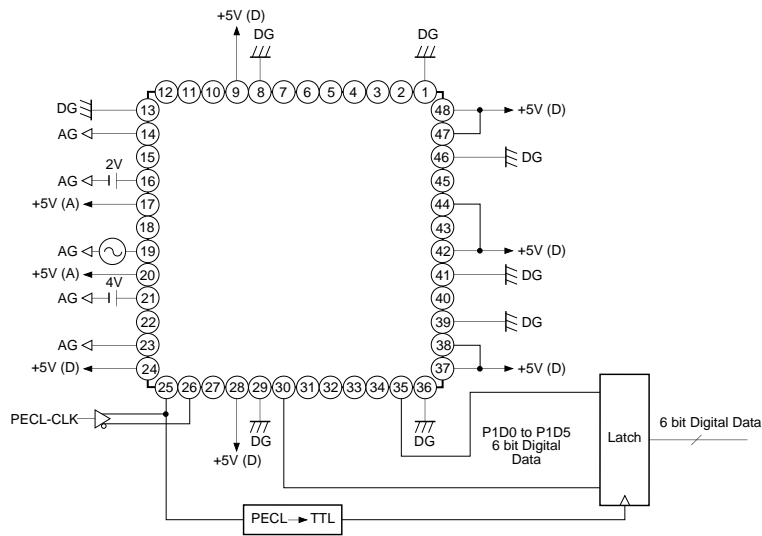 +5V (D)
DG
DG
12 11 10 9 8 7 6 5 4 3 2 1
DG 13
48 +5V (D)
AG 14
47
15
46 DG
2V
AG 16
45
+5V (A) 17
44
18
43
AG 19
42 +5V (D)
+5V (A) 20
41 DG
4V
AG 21
40
22
39 DG
AG 23
38
+5V (D) 24
37 +5V (D)
25 26 27 28 29 30 31 32 33 34 35 36
PECL-CLK
DG
DG
+5V (D)
P1D0 to P1D5
6 bit Digital
Data
Latch
6 bit Digital Data
PECL TTL